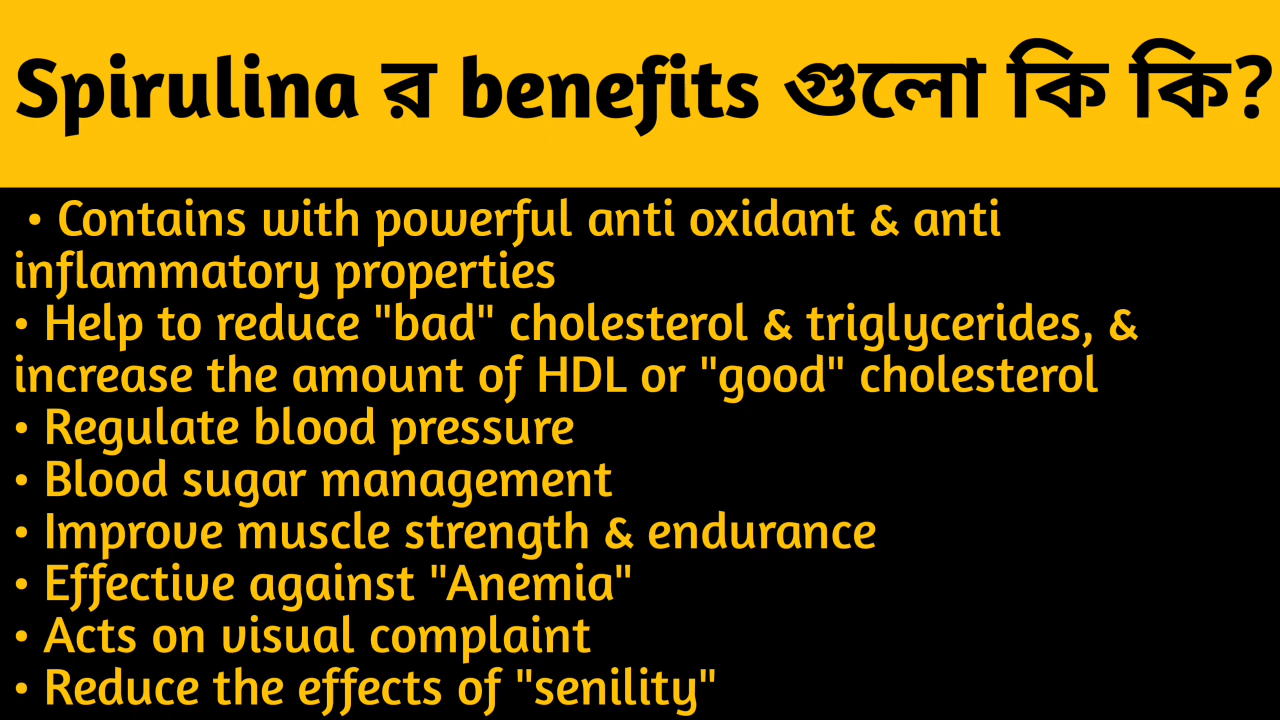 Spirulina র benefits গুলো কি কি?
• Contains with powerful anti oxidant & anti
inflammatory properties
• Help to reduce "bad" cholesterol & triglycerides, &
increase the amount of HDL or "good" cholesterol
• Regulate blood pressure
• Blood sugar management
• Improve muscle strength & endurance
• Effective against "Anemia"
• Acts on visual complaint
• Reduce the effects of "senility"